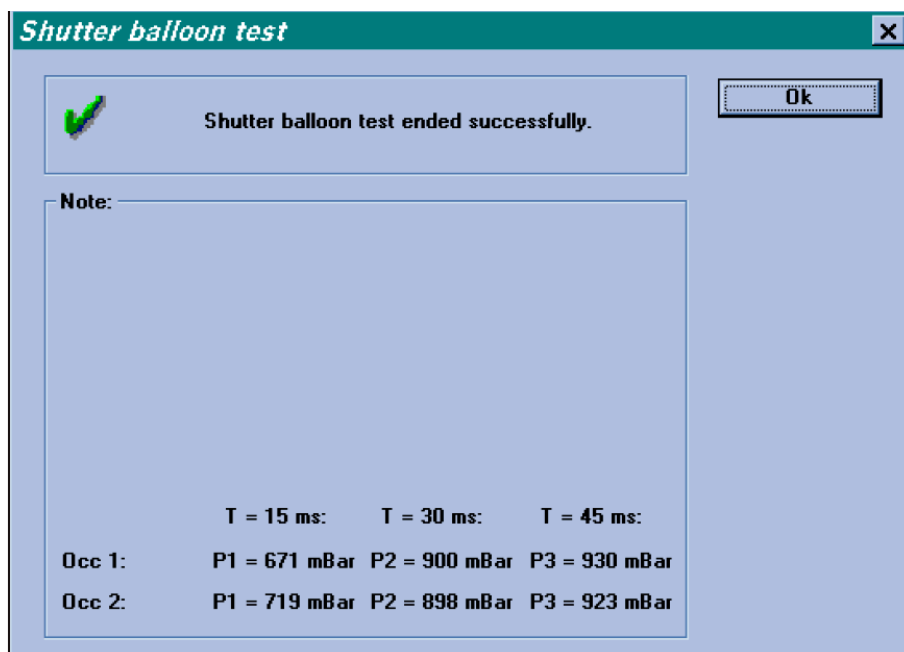 Shutter balloon test
Ok
Shutter balloon test ended successfully.
Note:
T = 15 ms: T = 30 ms: T = 45 ms:
Occ 1: P1 = 671 mBar P2 = 900 mBar P3 = 930 mBar
Occ 2: P1 = 719 mBar P2 = 898 mBar P3 = 923 mBar